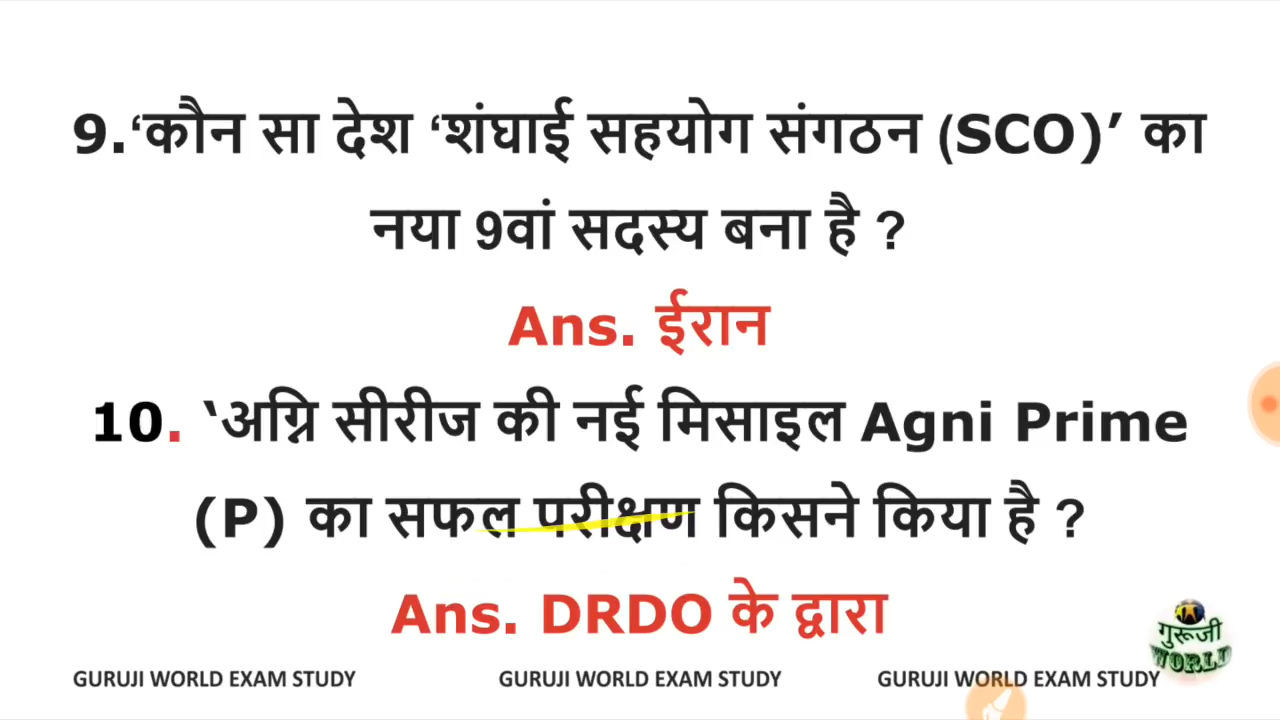 9.‘कौन सा देश ‘शंघाई सहयोग संगठन (SCO)’ का
नया 9वां सदस्य बना है ?
Ans. ईरान
10. ‘अग्नि सीरीज की नई मिसाइल Agni Prime
(P) का सफल परीक्षण किसने किया है ?
Ans. DRDO के द्वारा
गुरूजी
WORLD
GURUJI WORLD EXAM STUDY GURUJI WORLD EXAM STUDY GURUJI WORLD EXAM STUDY